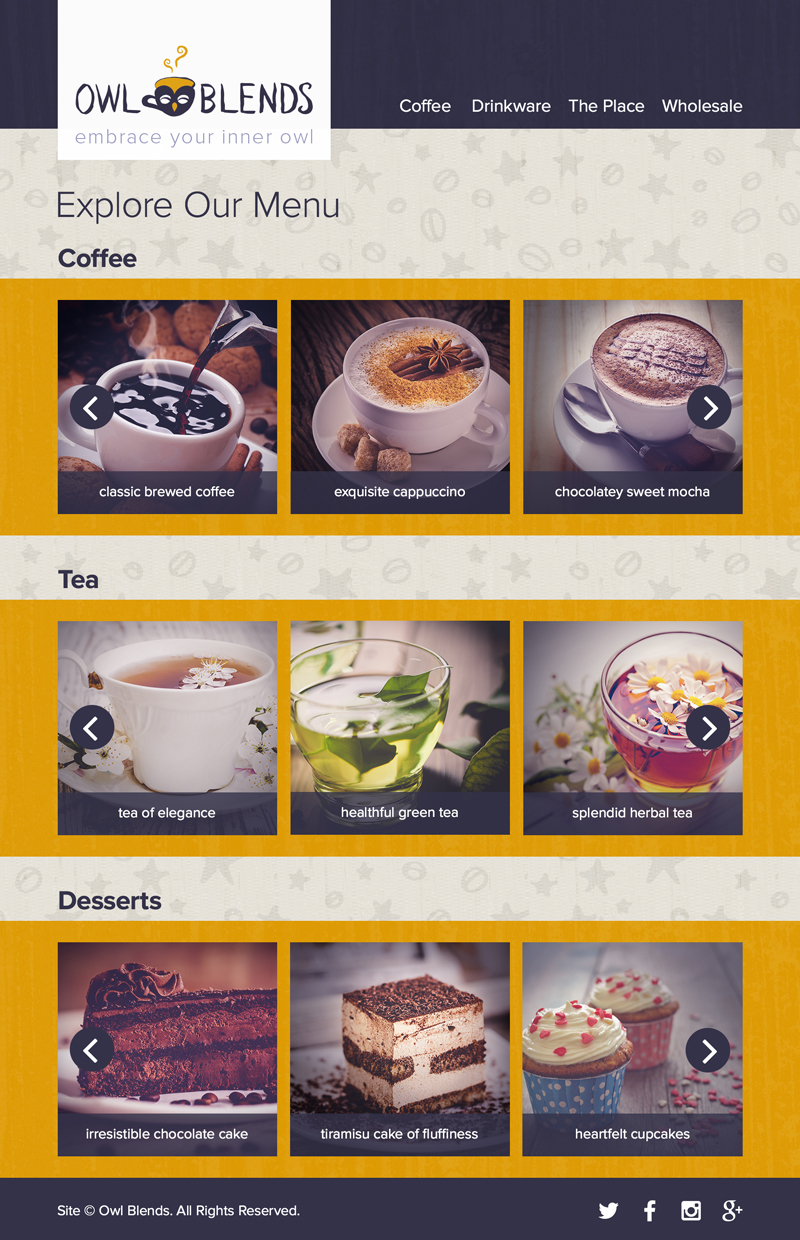 OWL BLENDS
embrace your inner owl
Coffee Drinkware The Place Wholesale
Explore Our Menu
Coffee
classic brewed coffee
exquisite cappuccino
chocolatey sweet mocha
Tea
tea of elegance
healthful green tea
splendid herbal tea
Desserts
irresistible chocolate cake
tiramisu cake of fluffiness
heartfelt cupcakes
Site © Owl Blends. All Rights Reserved.
g+